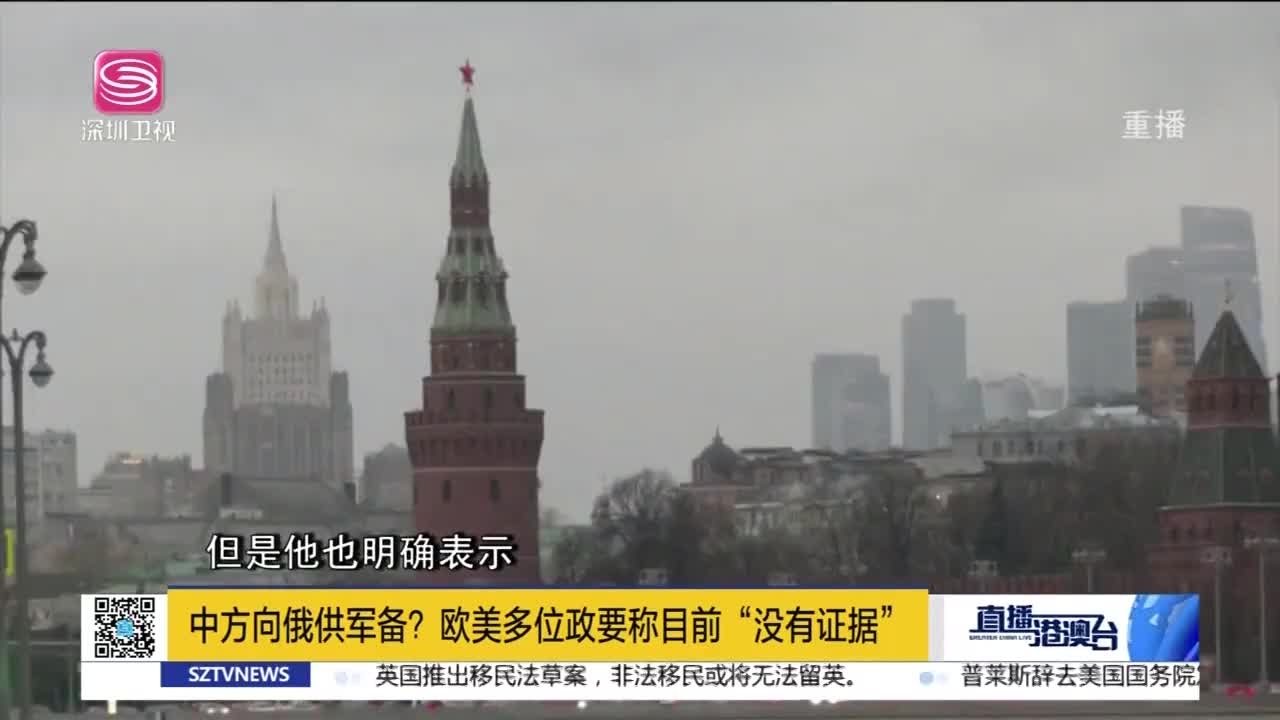 深圳卫视
重播
但是他也明确表示
中方向俄供军备？欧美多位政要称目前“没有证据”
直播港澳台
GREATER CHINA LIVE
SZTVNEWS
英国推出移民法草案，非法移民或将无法留英。
普莱斯辞去美国国务院